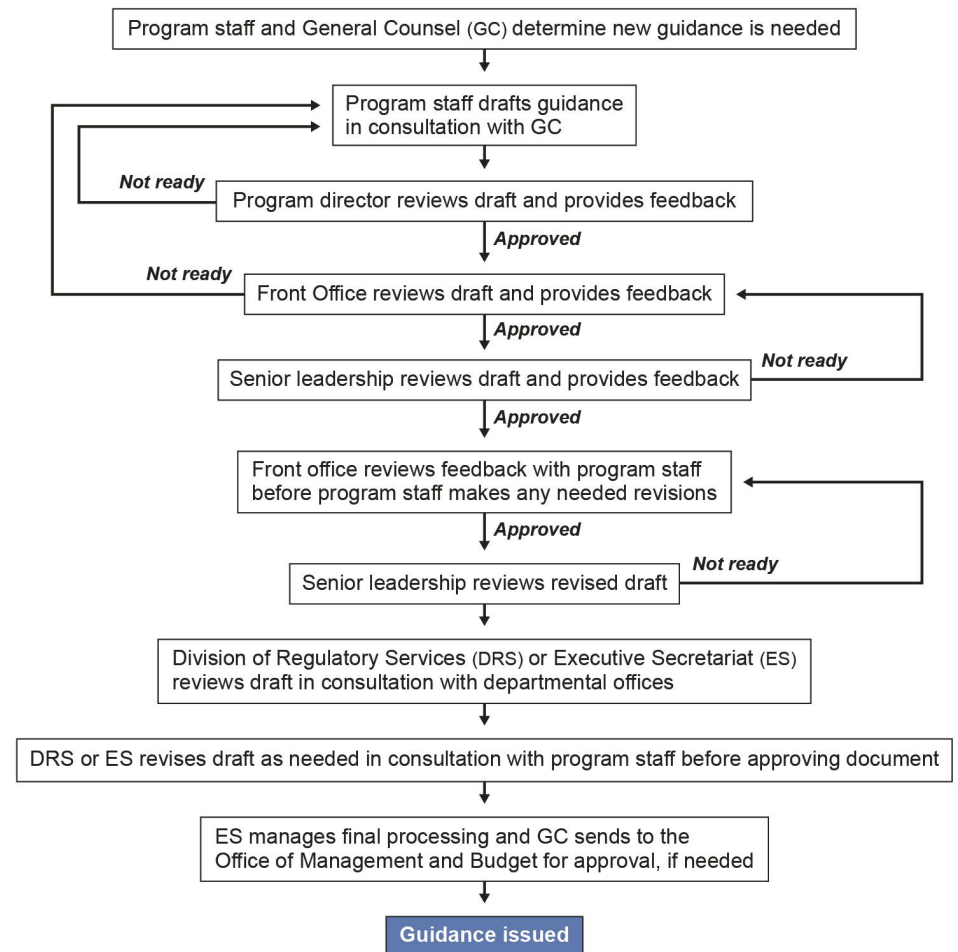 Program staff and General Counsel (GC) determine new guidance is needed
Program staff drafts guidance
in consultation with GC
Not ready
Program director reviews draft and provides feedback
Approved
Not ready
Front Office reviews draft and provides feedback
Approved
Not ready
Senior leadership reviews draft and provides feedback
Approved
Front office reviews feedback with program staff
before program staff makes any needed revisions
Approved
Not ready
Senior leadership reviews revised draft
Division of Regulatory Services (DRS) or Executive Secretariat (ES)
reviews draft in consultation with departmental offices
DRS or ES revises draft as needed in consultation with program staff before approving document
ES manages final processing and GC sends to the
Office of Management and Budget for approval, if needed
Guidance issued